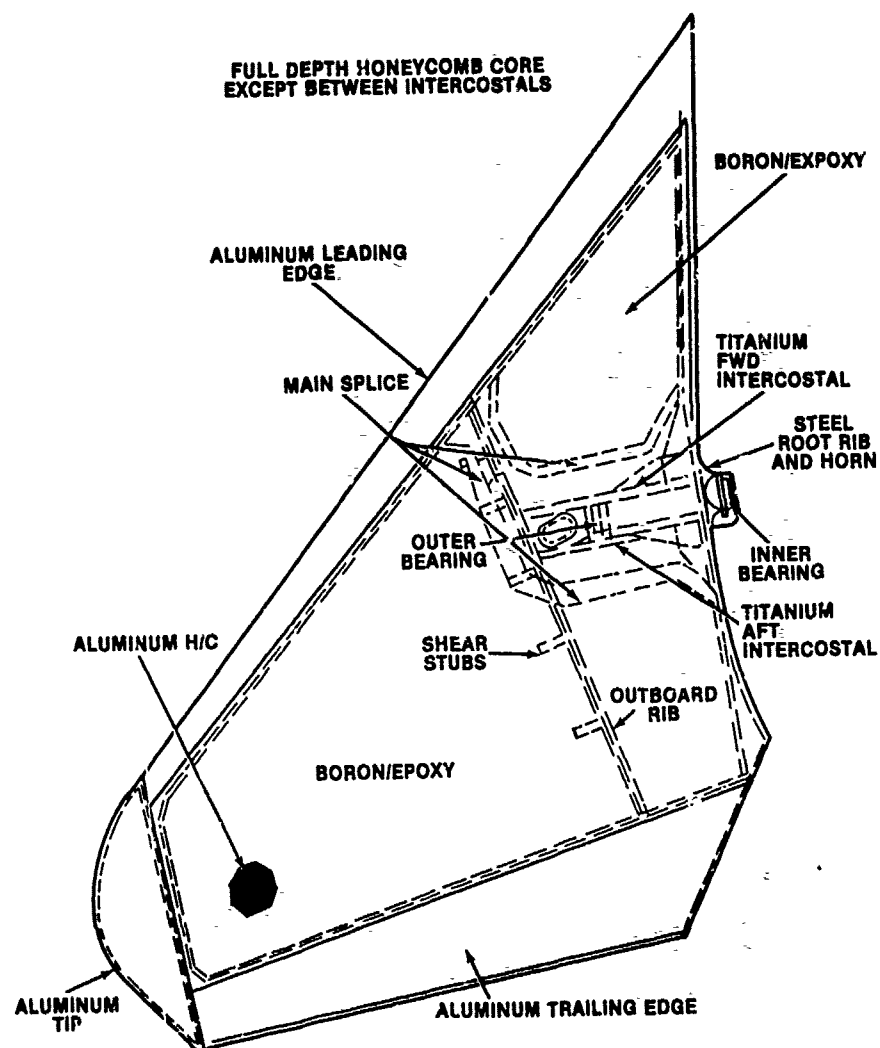 FULL DEPTH HONEYCOMB CORE
EXCEPT BETWEEN INTERCOSTALS
BORON/EXPOXY
ALUMINUM LEADING
EDGE
TITANIUM
FWD
INTERCOSTAL
MAIN SPLICE
STEEL
ROOT RIB
AND HORN
OUTER
BEARING
INNER
BEARING
TITANIUM
AFT
INTERCOSTAL
ALUMINUM H/C
SHEAR
STUBS
OUTBOARD
RIB
BORON/EPOXY
ALUMINUM
TIP
ALUMINUM TRAILING EDGE